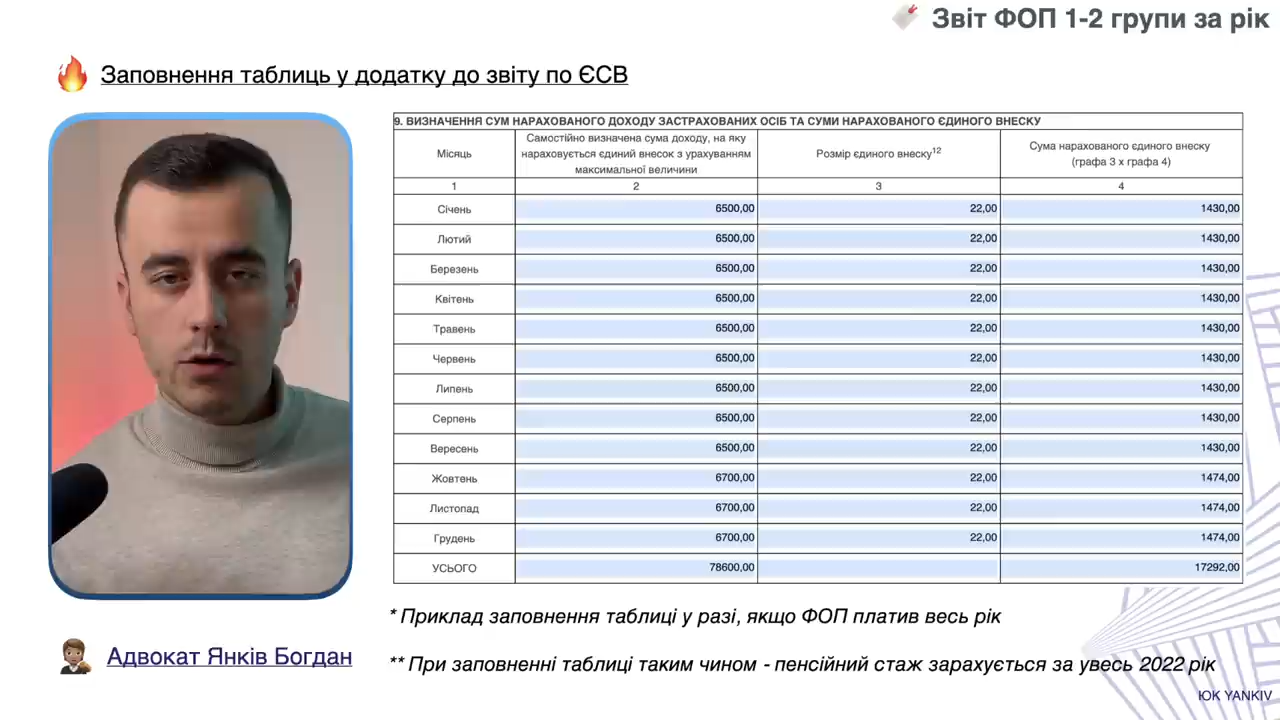 Звіт ФОП 1-2 групи за рік
Заповнення таблиць у додатку до звіту по ЄСВ
9. ВИЗНАЧЕННЯ СУМ НАРАХОВАНОГО ДОХОДУ ЗАСТРАХОВАНИХ ОСІБ ТА СУМИ НАРАХОВАНОГО ЄДИНОГО ВНЕСКУ
Місяць
Самостійно визначена сума доходу, на яку
нараховується єдиний внесок з урахуванням
максимальної величини
Розмір єдиного внеску12
Сума нарахованого єдиного внеску
(графа 3 х графа 4)
1 2 3 4
Січень 6500,00 22,00 1430,00
Лютий 6500,00 22,00 1430,00
Березень 6500,00 22,00 1430,00
Квітень 6500,00 22,00 1430,00
Травень 6500,00 22,00 1430,00
Червень 6500,00 22,00 1430,00
Липень 6500,00 22,00 1430,00
Серпень 6500,00 22,00 1430,00
Вересень 6500,00 22,00 1430,00
Жовтень 6700,00 22,00 1474,00
Листопад 6700,00 22,00 1474,00
Грудень 6700,00 22,00 1474,00
УСЬОГО 78600,00 17292,00
* Приклад заповнення таблиці у разі, якщо ФОП платив весь рік
Адвокат Янків Богдан
** При заповненні таблиці таким чином - пенсійний стаж зарахується за увесь 2022 рік
ЮК YANKIV